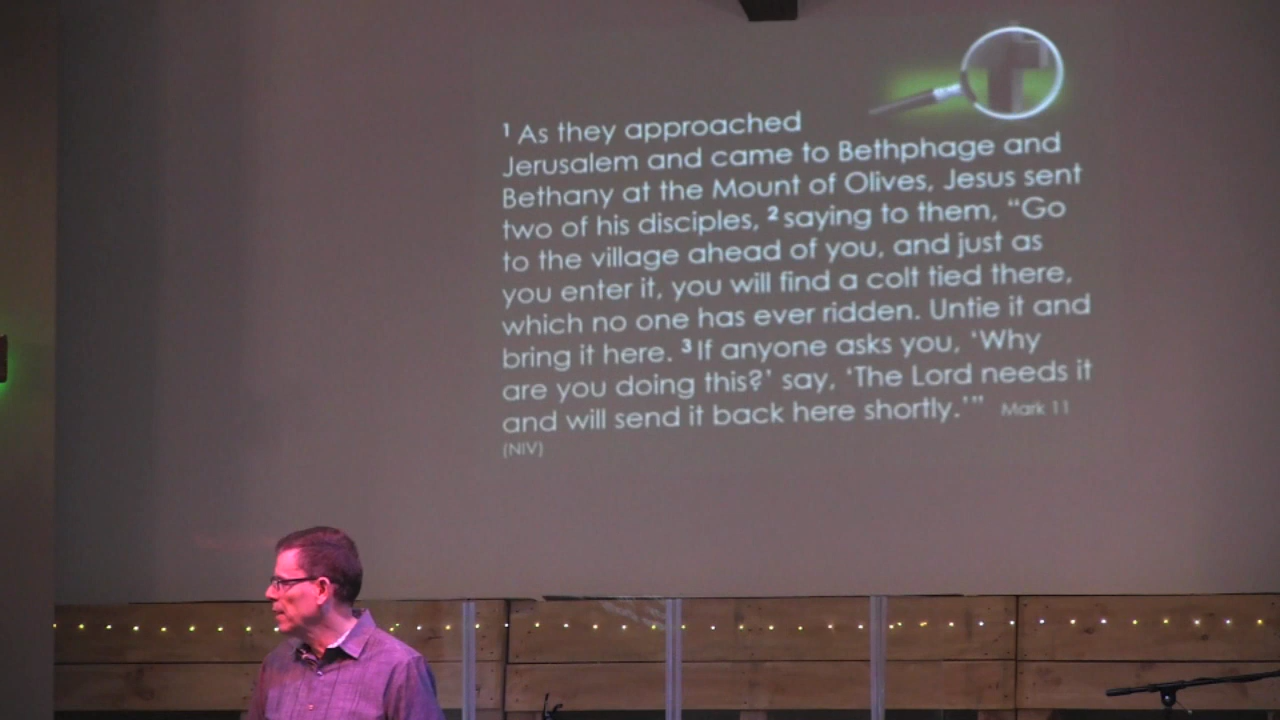 ¹ As they approached
Jerusalem and came to Bethphage and
Bethany at the Mount of Olives, Jesus sent
two of his disciples, ² saying to them, “Go
to the village ahead of you, and just as
you enter it, you will find a colt tied there,
which no one has ever ridden. Untie it and
bring it here. ³ If anyone asks you, ‘Why
are you doing this?’ say, ‘The Lord needs it
and will send it back here shortly.’” Mark 11
(NIV)